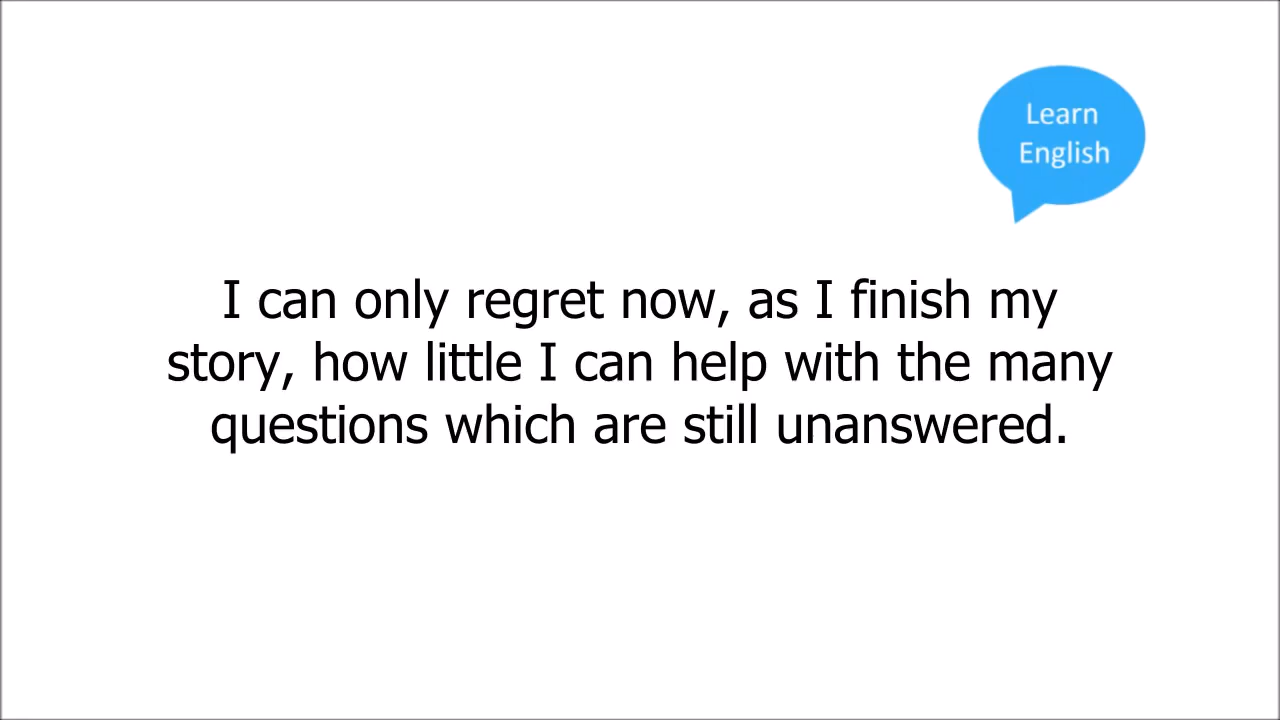 Learn
English
I can only regret now, as I finish my
story, how little I can help with the many
questions which are still unanswered.